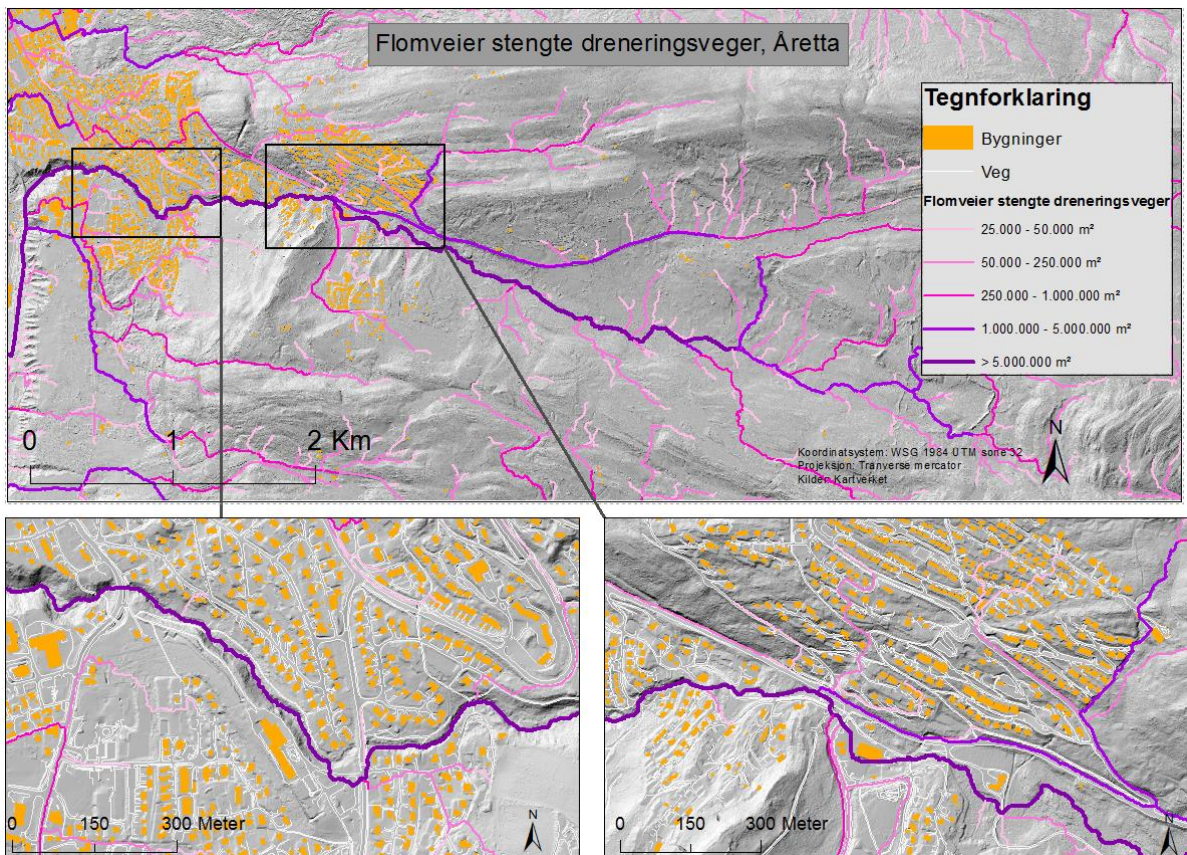 Flomveier stengte dreneringsveger, Åretta
Tegnforklaring
Bygninger
Veg
Flomveier stengte dreneringsveger
25.000 - 50.000 m²
50.000 - 250.000 m²
250.000 - 1.000.000 m²
1.000.000 - 5.000.000 m²
> 5.000.000 m²
0 1 2 Km
Koordinatsystem: WSG 1984 UTM sone 32
Projeksjon: Tranverse mercator
Kilder: Kartverket
N
0 150 300 Meter
N
0 150 300 Meter
N